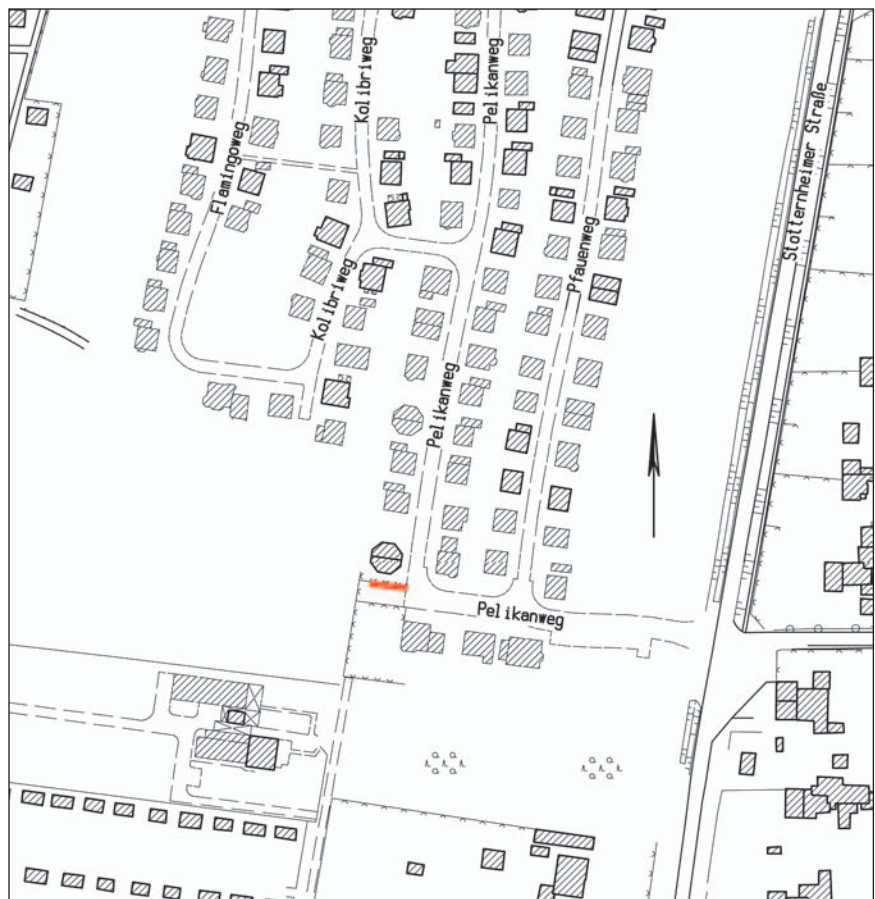 Kolibriweg
Pelikanweg
Flamingoweg
Stotternheimer Straße
Pfauenweg
Kolibriweg
Pelikanweg
Pelikanweg